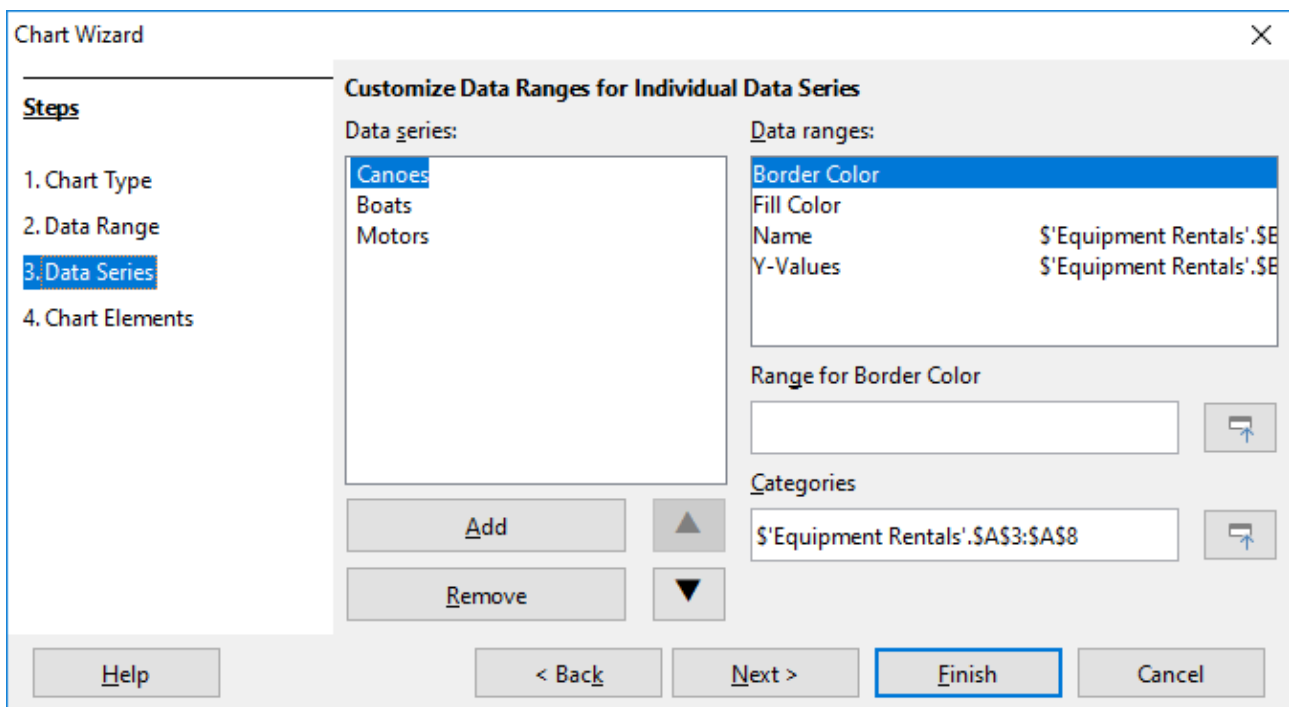 Chart Wizard
Steps
1. Chart Type
2. Data Range
3. Data Series
4. Chart Elements
Customize Data Ranges for Individual Data Series
Data series:
Canoes
Boats
Motors
Add
Remove
Data ranges:
Border Color
Fill Color
Name $'Equipment Rentals'.$B
Y-Values $'Equipment Rentals'.$B
Range for Border Color
Categories
$'Equipment Rentals'.$A$3:$A$8
Help
< Back
Next >
Finish
Cancel